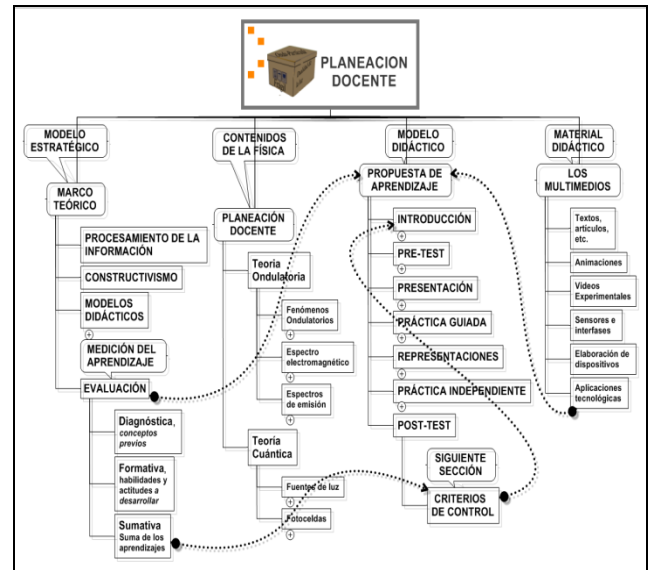 PLANEACION
DOCENTE
MODELO
ESTRATÉGICO
MARCO
TEÓRICO
PROCESAMIENTO DE LA
INFORMACIÓN
CONSTRUCTIVISMO
MODELOS
DIDÁCTICOS
MEDICIÓN DEL
APRENDIZAJE
EVALUACIÓN
Diagnóstica,
conceptos
previos
Formativa,
habilidades y
actitudes a
desarrollar
Sumativa
Suma de los
aprendizajes
CONTENIDOS
DE LA FÍSICA
PLANEACIÓN
DOCENTE
Teoria
Ondulatoria
Fenómenos
Ondulatorios
Espectro
electromagnético
Espectros
de emisión
Teoría
Cuántica
Fuentes de luz
Fotoceldas
MODELO
DIDÁCTICO
PROPUESTA DE
APRENDIZAJE
INTRODUCCIÓN
PRE-TEST
PRESENTACIÓN
PRÁCTICA GUIADA
REPRESENTACIONES
PRÁCTICA INDEPENDIENTE
POST-TEST
SIGUIENTE
SECCIÓN
CRITERIOS
DE CONTROL
MATERIAL
DIDÁCTICO
LOS
MULTIMEDIOS
Textos,
artículos,
etc.
Animaciones
Videos
Experimentales
Sensores e
interfases
Elaboración de
dispositivos
Aplicaciones
tecnológicas